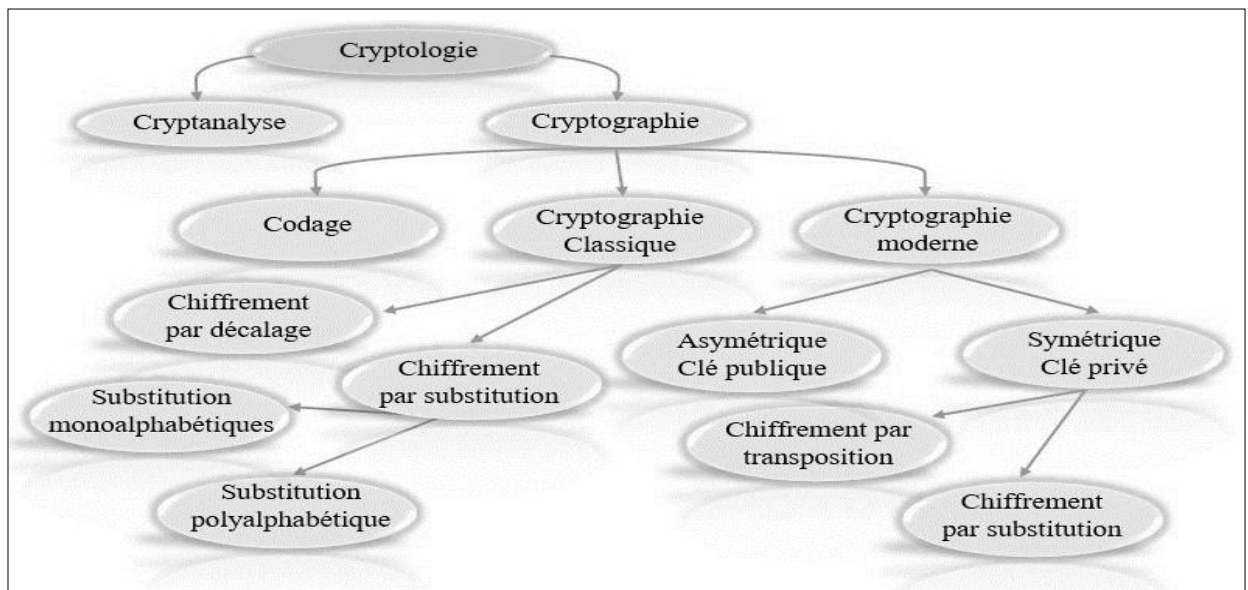 Cryptologie
Cryptanalyse
Cryptographie
Codage
Cryptographie
Classique
Cryptographie
moderne
Chiffrement
par décalage
Chiffrement
par substitution
Asymétrique
Clé publique
Symétrique
Clé privé
Substitution
monoalphabétiques
Substitution
polyalphabétique
Chiffrement par
transposition
Chiffrement
par substitution